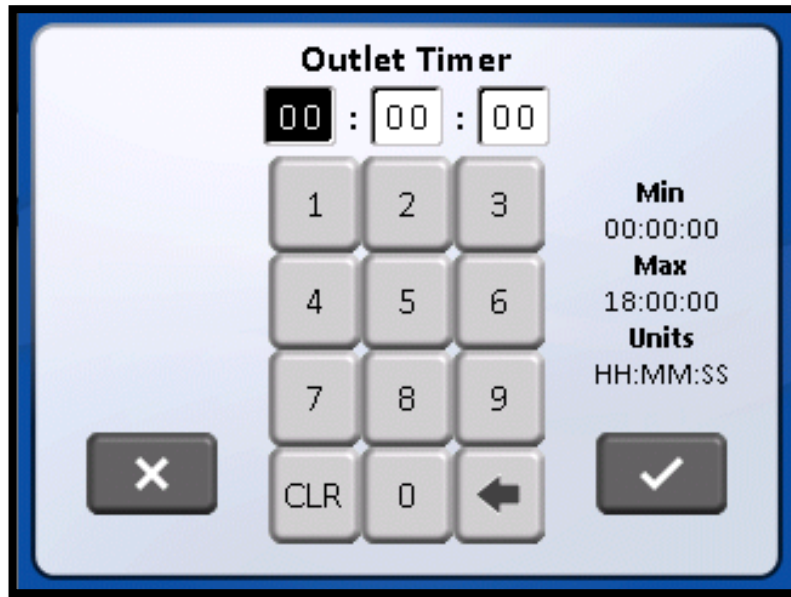 Outlet Timer
00 : 00 : 00
1 2 3
Min
00:00:00
Max
4 5 6
18:00:00
Units
HH:MM:SS
7 8 9
CLR 0